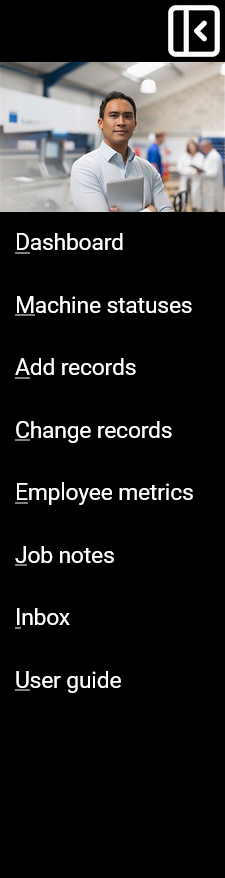 Dashboard
Machine statuses
Add records
Change records
Employee metrics
Job notes
Inbox
User guide